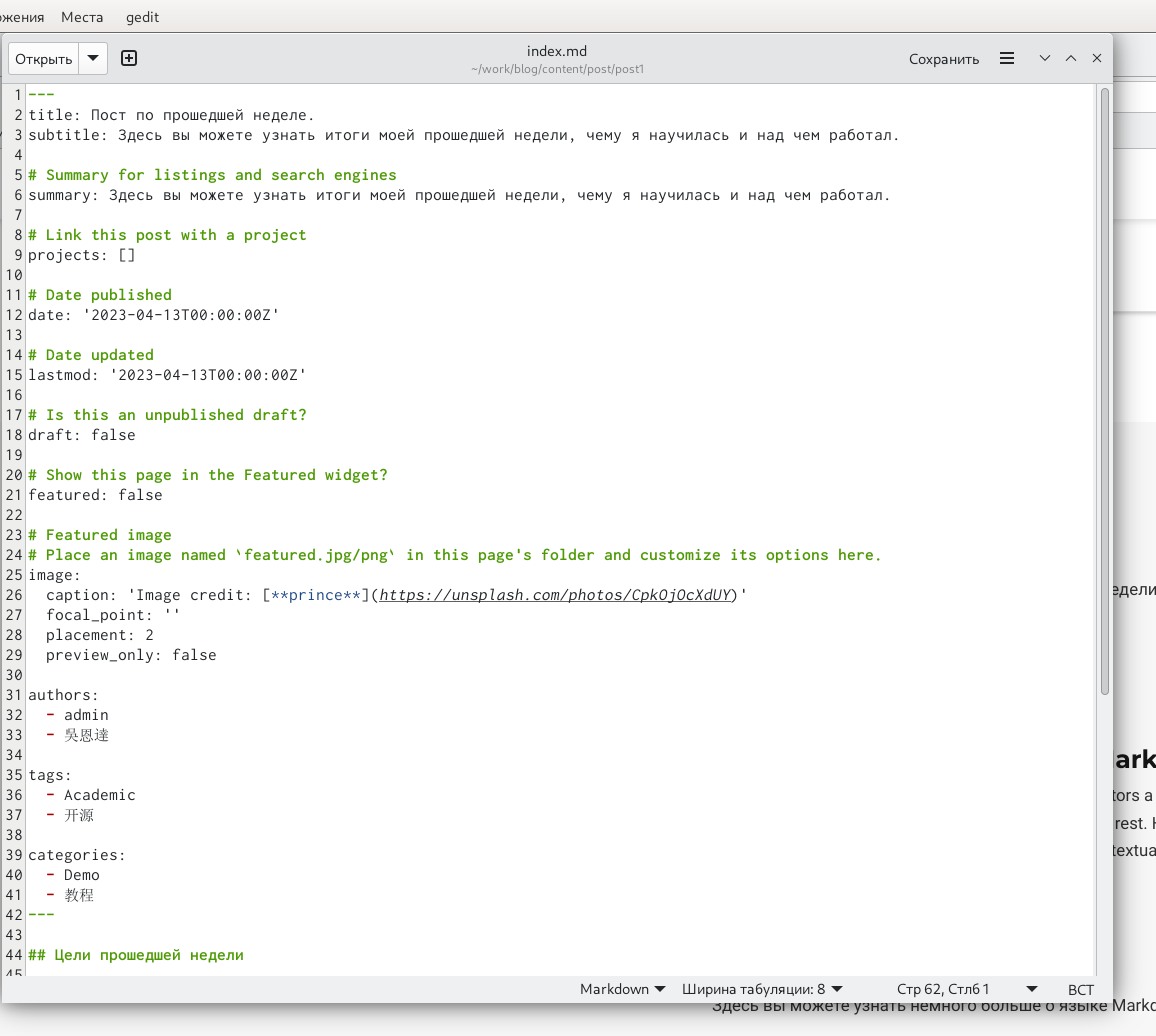 ожения Места gedit
Открыть
index.md
~/work/blog/content/post/post1
Сохранить
1 ---
2 title: Пост по прошедшей неделе.
3 subtitle: Здесь вы можете узнать итоги моей прошедшей недели, чему я научилась и над чем работал.
4
5 # Summary for listings and search engines
6 summary: Здесь вы можете узнать итоги моей прошедшей недели, чему я научилась и над чем работал.
7
8 # Link this post with a project
9 projects: []
10
11 # Date published
12 date: '2023-04-13T00:00:00Z'
13
14 # Date updated
15 lastmod: '2023-04-13T00:00:00Z'
16
17 # Is this an unpublished draft?
18 draft: false
19
20 # Show this page in the Featured widget?
21 featured: false
22
23 # Featured image
24 # Place an image named `featured.jpg/png` in this page's folder and customize its options here.
25 image:
26 caption: 'Image credit: [**prince**](https://unsplash.com/photos/CpkOjOcXdUY)'
27 focal_point: ''
28 placement: 2
29 preview_only: false
30
31 authors:
32 - admin
33 - 吳恩達
34
35 tags:
36 - Academic
37 - 开源
38
39 categories:
40 - Demo
41 - 教程
42 ---
43
44 ## Цели прошедшей недели
45
Markdown Ширина табуляции: 8 Стр 62, Стлб 1 ВСТ
едели
ark
tors a
rest. H
textua
Здесь вы можете узнать немного больше о языке Markd